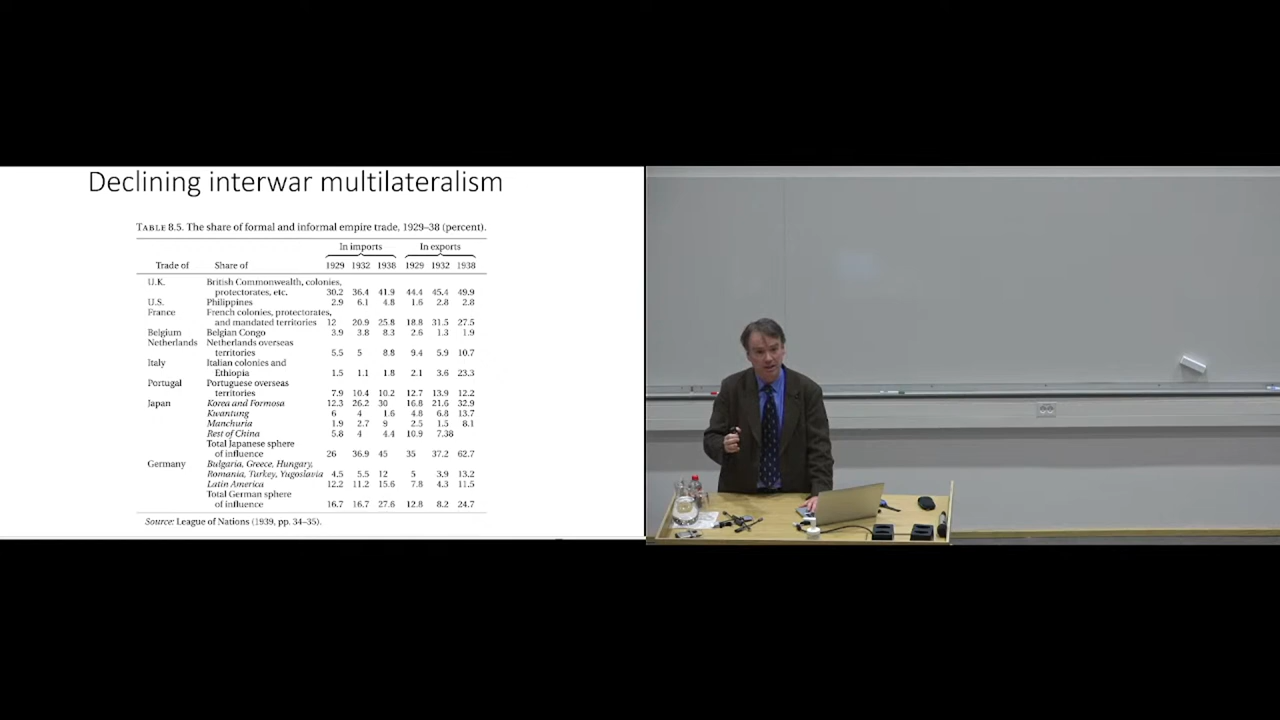 Declining interwar multilateralism
TABLE 8.5. The share of formal and informal empire trade, 1929–38 (percent).
In imports In exports
Trade of Share of 1929 1932 1938 1929 1932 1938
U.K. British Commonwealth, colonies,
protectorates, etc. 30.2 36.4 41.9 44.4 45.4 49.9
U.S. Philippines 2.9 6.1 4.8 1.6 2.8 2.8
France French colonies, protectorates,
and mandated territories 12 20.9 25.8 18.8 31.5 27.5
Belgium Belgian Congo 3.9 3.8 8.3 2.6 1.3 1.9
Netherlands Netherlands overseas
territories 5.5 5 8.8 9.4 5.9 10.7
Italy Italian colonies and
Ethiopia 1.5 1.1 1.8 2.1 3.6 23.3
Portugal Portuguese overseas
territories 7.9 10.4 10.2 12.7 13.9 12.2
Japan Korea and Formosa 12.3 26.2 30 16.8 21.6 32.9
Kwantung 6 4 1.6 4.8 6.8 13.7
Manchuria 1.9 2.7 9 2.5 1.5 8.1
Rest of China 5.8 4 4.4 10.9 7.38
Total Japanese sphere
of influence 26 36.9 45 35 37.2 62.7
Germany Bulgaria, Greece, Hungary,
Romania, Turkey, Yugoslavia 4.5 5.5 12 5 3.9 13.2
Latin America 12.2 11.2 15.6 7.8 4.3 11.5
Total German sphere
of influence 16.7 16.7 27.6 12.8 8.2 24.7
Source: League of Nations (1939, pp. 34–35).